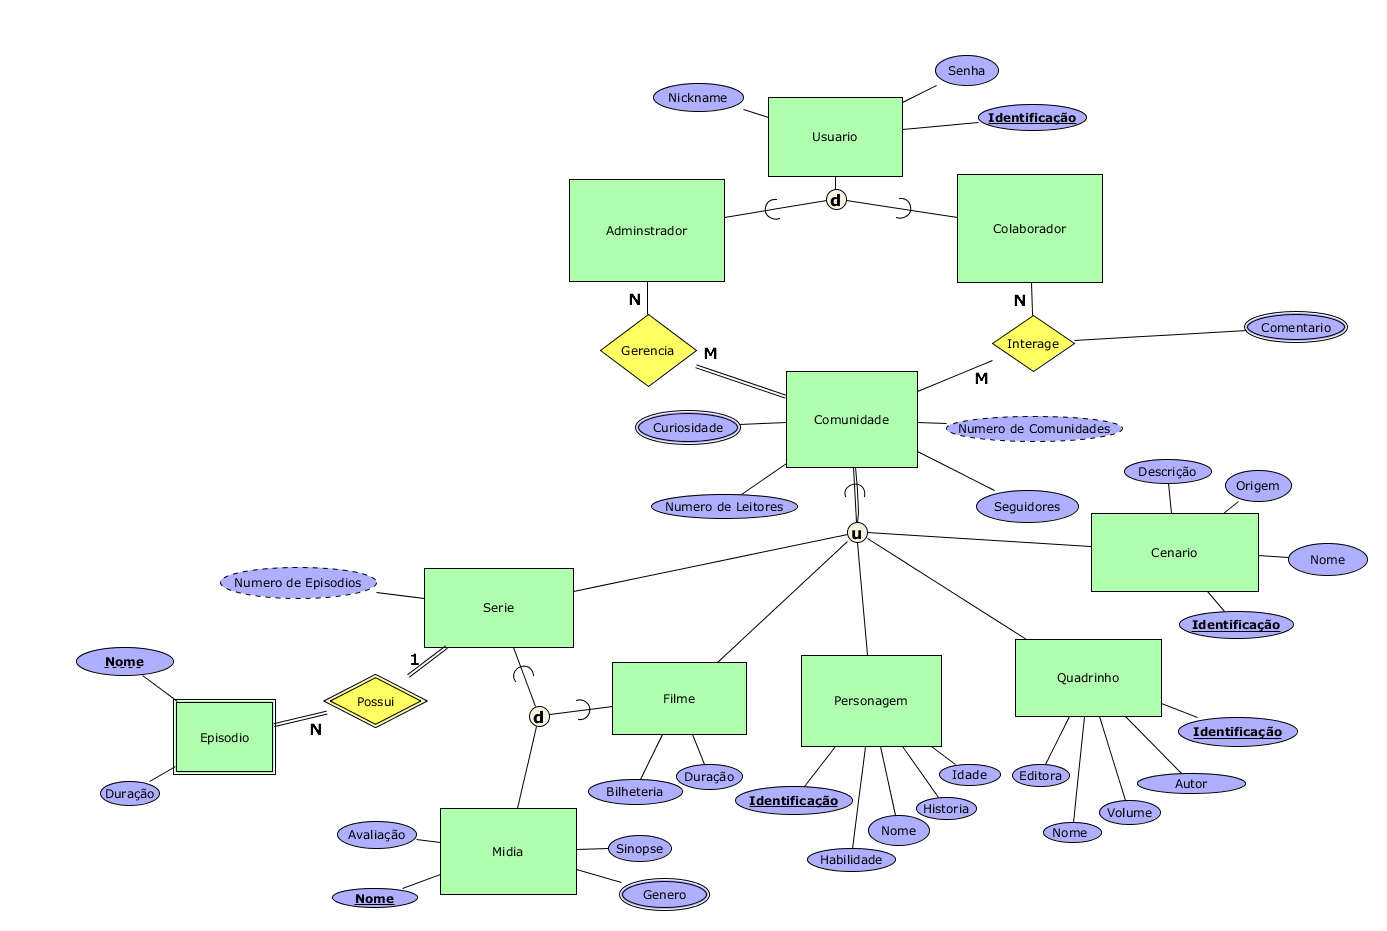 Senha
Nickname
Identificação
Usuario
d
Adminstrador
Colaborador
N
N
Gerencia
M
Interage
Comentario
M
Comunidade
Curiosidade
Numero de Comunidades
Numero de Leitores
Seguidores
Descrição
Origem
u
Cenario
Nome
Identificação
Numero de Episodios
Serie
1
Nome
Possui
N
Episodio
Duração
d
Filme
Personagem
Quadrinho
Identificação
Bilheteria
Duração
Identificação
Habilidade
Nome
Historia
Idade
Editora
Nome
Volume
Autor
Avaliação
Midia
Sinopse
Nome
Genero